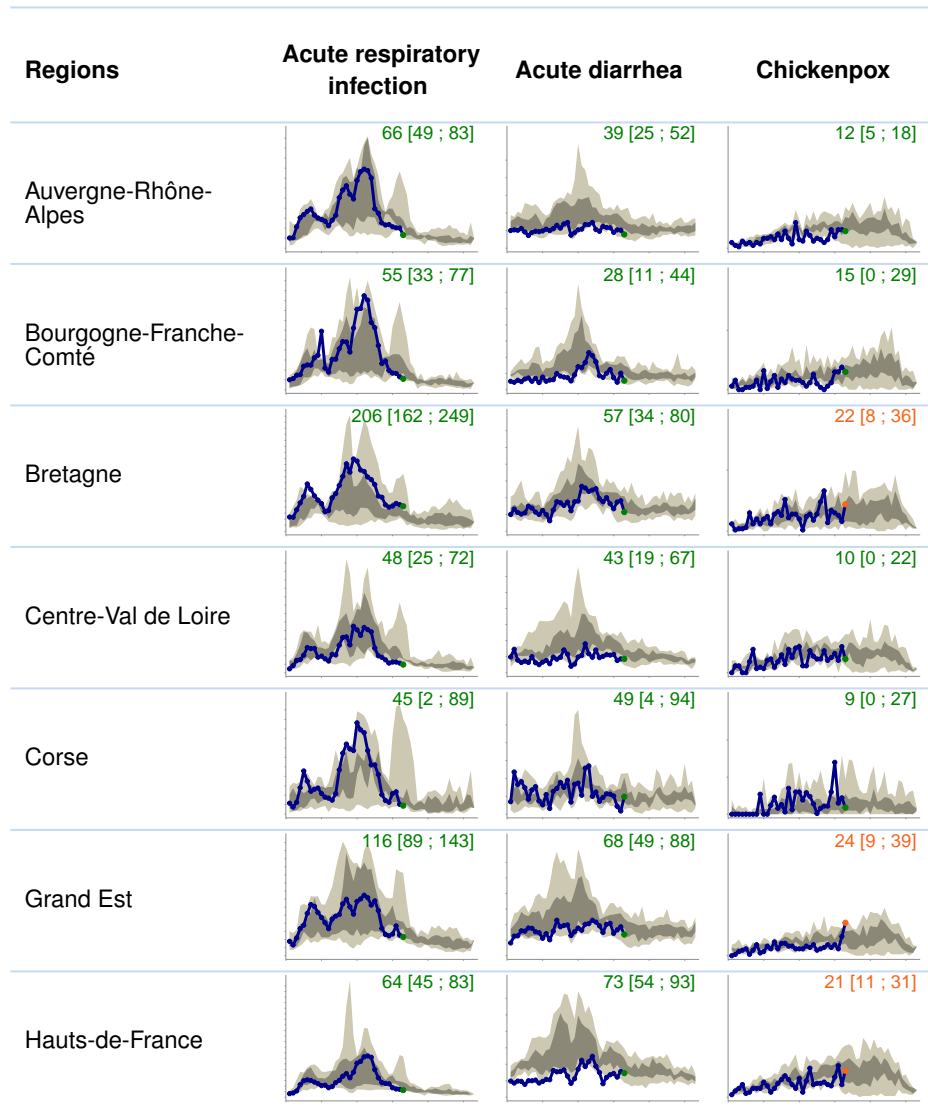 Regions
Acute respiratory
infection
Acute diarrhea
Chickenpox
Auvergne-Rhône-
Alpes
66 [49 ; 83]
39 [25 ; 52]
12 [5 ; 18]
Bourgogne-Franche-
Comté
55 [33 ; 77]
28 [11 ; 44]
15 [0 ; 29]
Bretagne
206 [162 ; 249]
57 [34 ; 80]
22 [8 ; 36]
Centre-Val de Loire
48 [25 ; 72]
43 [19 ; 67]
10 [0 ; 22]
Corse
45 [2 ; 89]
49 [4 ; 94]
9 [0 ; 27]
Grand Est
116 [89 ; 143]
68 [49 ; 88]
24 [9 ; 39]
Hauts-de-France
64 [45 ; 83]
73 [54 ; 93]
21 [11 ; 31]